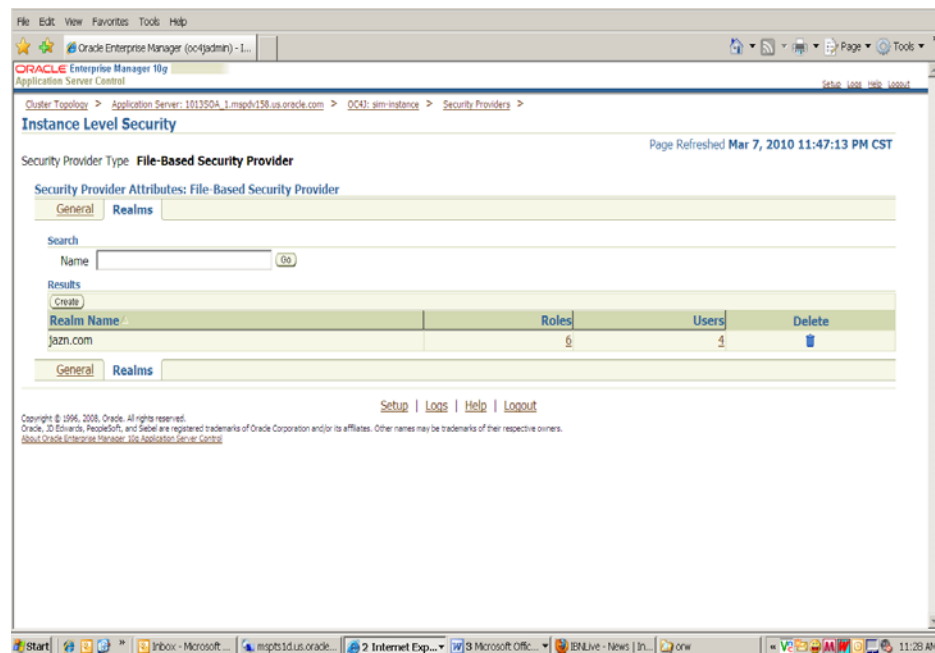 File Edit View Favorites Tools Help
Oracle Enterprise Manager (oc4jadmin) - I...
Page Tools
ORACLE Enterprise Manager 10g
Application Server Control
Setup Logs Help Logout
Cluster Topology > Application Server: 1013SOA_1.mspdv158.us.oracle.com > OC4J: sim-instance > Security Providers >
Instance Level Security
Page Refreshed Mar 7, 2010 11:47:13 PM CST
Security Provider Type File-Based Security Provider
Security Provider Attributes: File-Based Security Provider
General Realms
Search
Name Go
Results
Create
Realm Name Roles Users Delete
jazn.com 6 4
General Realms
Setup | Logs | Help | Logout
Copyright © 1996, 2008, Oracle. All rights reserved.
Oracle, JD Edwards, PeopleSoft, and Siebel are registered trademarks of Oracle Corporation and/or its affiliates. Other names may be trademarks of their respective owners.
About Oracle Enterprise Manager 10g Application Server Control
Start » Inbox - Microsoft ... mspts1d.us.orade... 2 Internet Exp... 3 Microsoft Offic... IBNLive - News | In... orw « 11:28 AM